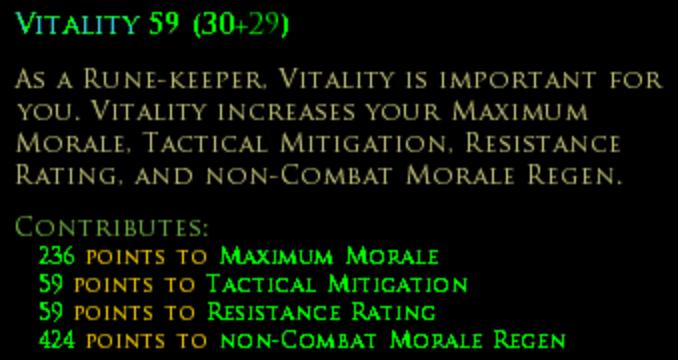 Vitality 59 (30+29)
As a Rune-keeper, Vitality is important for
you. Vitality increases your Maximum
Morale, Tactical Mitigation, Resistance
Rating, and non-Combat Morale Regen.
Contributes:
236 points to Maximum Morale
59 points to Tactical Mitigation
59 points to Resistance Rating
424 points to non-Combat Morale Regen